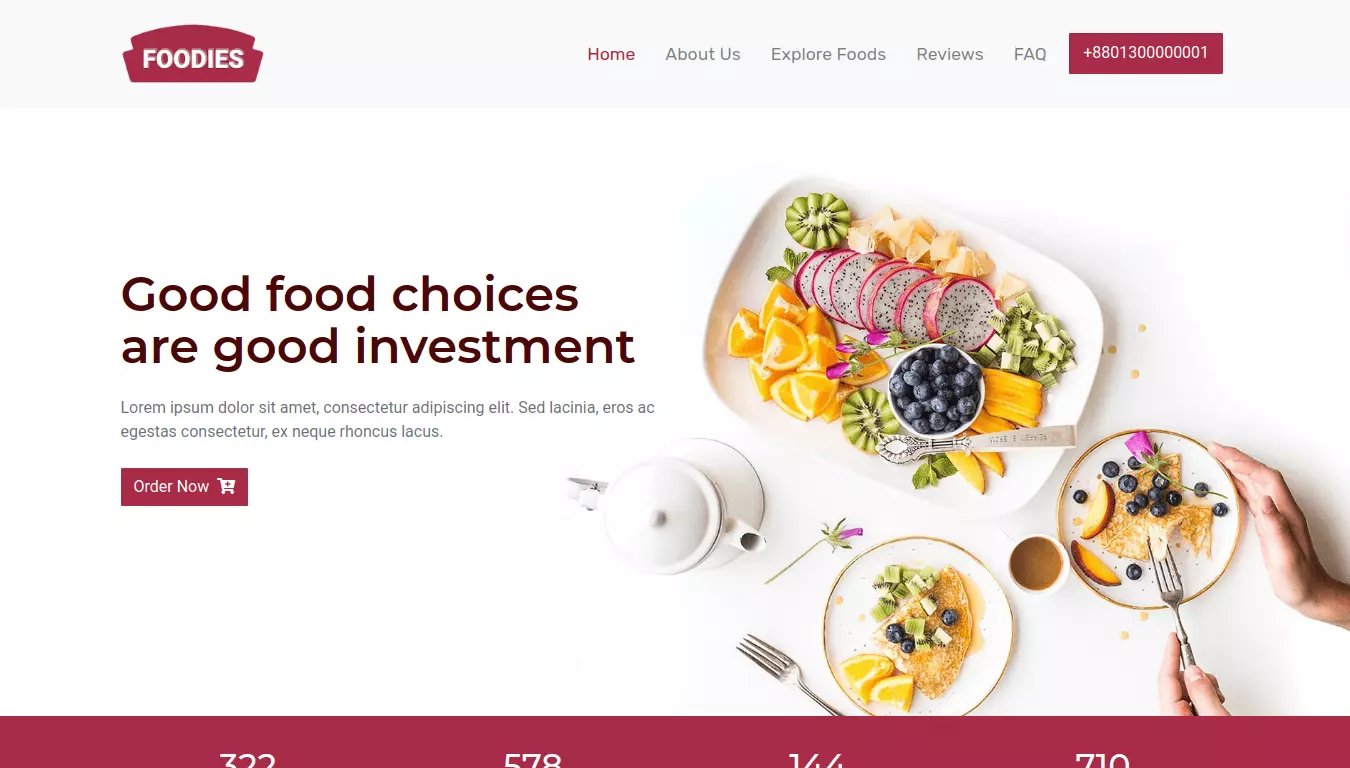 FOODIES
Home
About Us
Explore Foods
Reviews
FAQ
+8801300000001
Good food choices
are good investment
Lorem ipsum dolor sit amet, consectetur adipiscing elit. Sed lacinia, eros ac
egestas consectetur, ex neque rhoncus lacus.
Order Now
322
578
144
710